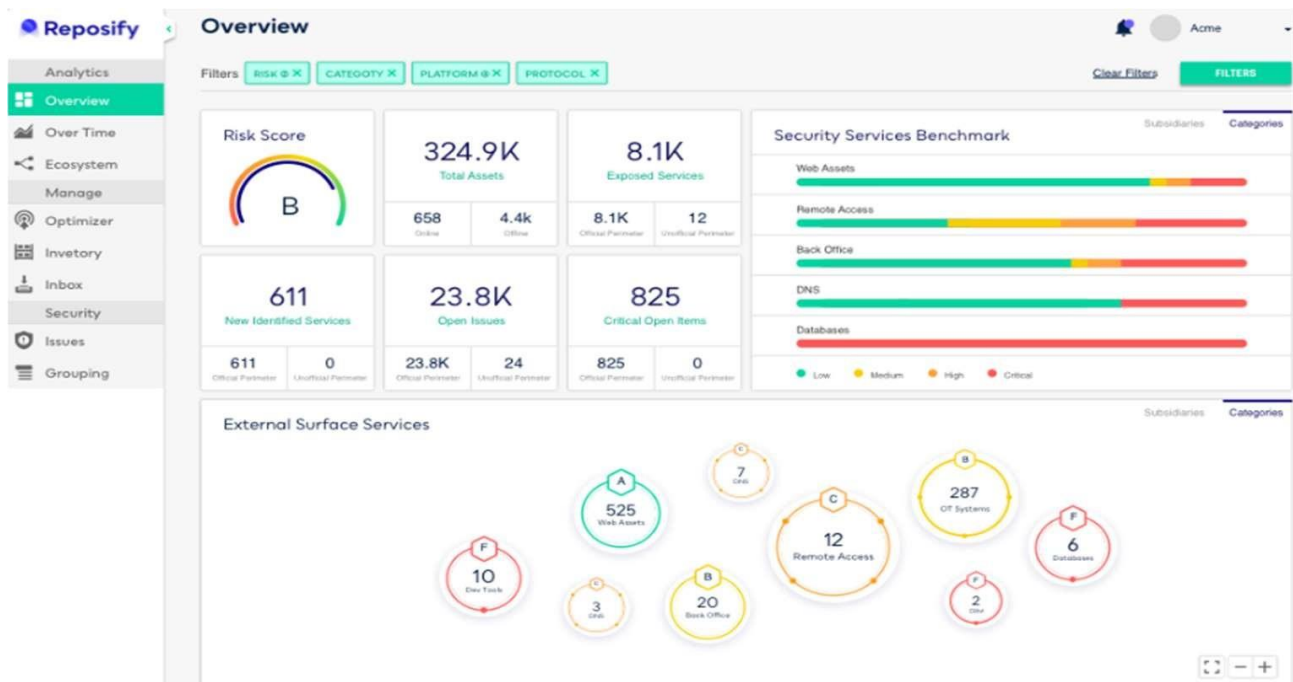 Reposify
Overview
Acme
Analytics
Overview
Over Time
Ecosystem
Manage
Optimizer
Invetory
Inbox
Security
Issues
Grouping
Filters RISK CATEGOTY PLATFORM PROTOCOL
Clear Filters
FILTERS
Risk Score
B
324.9K
Total Assets
658
Online
4.4k
Offline
8.1K
Exposed Services
8.1K
Official Perimeter
12
Unofficial Perimeter
611
New Identified Services
611
Official Perimeter
0
Unofficial Perimeter
23.8K
Open Issues
23.8K
Official Perimeter
24
Unofficial Perimeter
825
Critical Open Items
825
Official Perimeter
0
Unofficial Perimeter
Security Services Benchmark
Subsidiaries
Categories
Web Assets
Remote Access
Back Office
DNS
Databases
Low Medium High Critical
External Surface Services
Subsidiaries
Categories
F
10
Dev Tools
A
525
Web Assets
C
3
DNS
C
7
DNS
B
20
Back Office
C
12
Remote Access
B
287
OT Systems
F
2
F
6
Databases